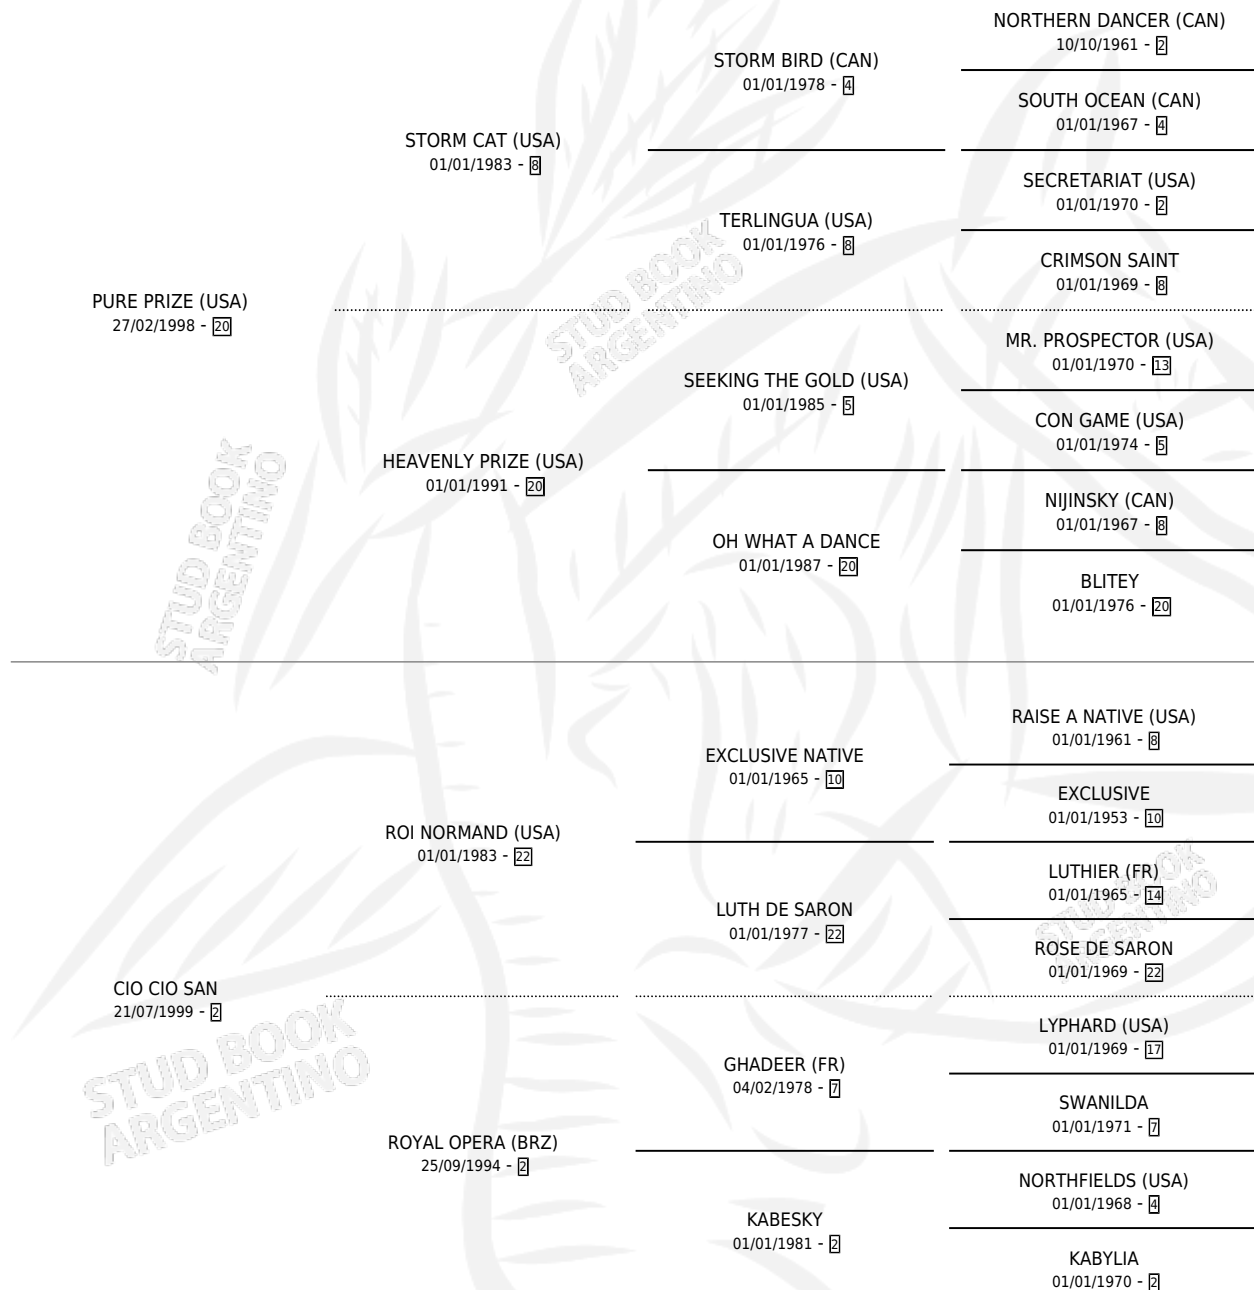 NORTHERN DANCER (CAN)
10/10/1961 - 2
STORM BIRD (CAN)
01/01/1978 - 4
SOUTH OCEAN (CAN)
01/01/1967 - 4
STORM CAT (USA)
01/01/1983 - 8
SECRETARIAT (USA)
01/01/1970 - 2
TERLINGUA (USA)
01/01/1976 - 8
CRIMSON SAINT
01/01/1969 - 8
PURE PRIZE (USA)
27/02/1998 - 20
MR. PROSPECTOR (USA)
01/01/1970 - 13
SEEKING THE GOLD (USA)
01/01/1985 - 5
CON GAME (USA)
01/01/1974 - 5
HEAVENLY PRIZE (USA)
01/01/1991 - 20
NIJINSKY (CAN)
01/01/1967 - 8
OH WHAT A DANCE
01/01/1987 - 20
BLITEY
01/01/1976 - 20
RAISE A NATIVE (USA)
01/01/1961 - 8
EXCLUSIVE NATIVE
01/01/1965 - 10
EXCLUSIVE
01/01/1953 - 10
ROI NORMAND (USA)
01/01/1983 - 22
LUTHIER (FR)
01/01/1965 - 14
LUTH DE SARON
01/01/1977 - 22
ROSE DE SARON
01/01/1969 - 22
CIO CIO SAN
21/07/1999 - 2
LYPHARD (USA)
01/01/1969 - 17
GHADEER (FR)
04/02/1978 - 7
SWANILDA
01/01/1971 - 7
ROYAL OPERA (BRZ)
25/09/1994 - 2
NORTHFIELDS (USA)
01/01/1968 - 4
KABESKY
01/01/1981 - 2
KABYLIA
01/01/1970 - 2
STUD BOOK
ARGENTINO
STUD BOOK
ARGENTINO
STUD BOOK
ARGENTINO
STUD BOOK
ARGENTINO